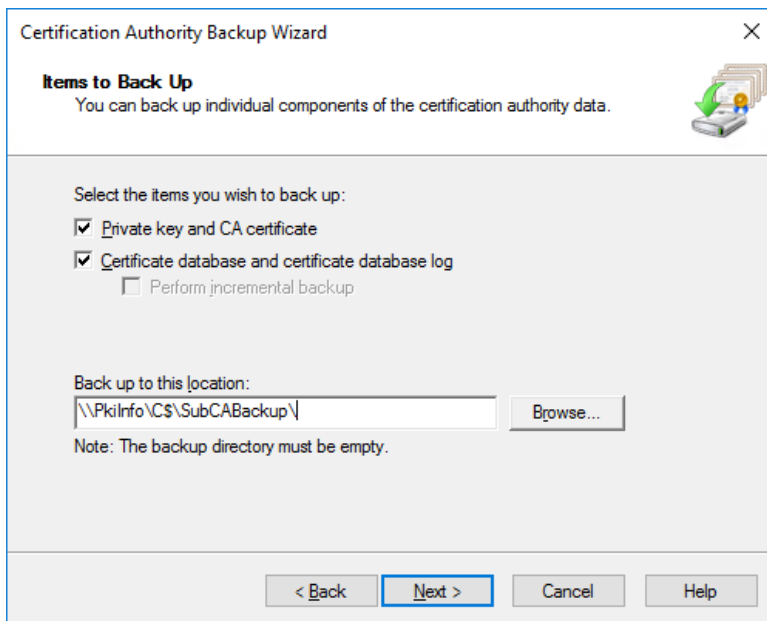 Certification Authority Backup Wizard
Items to Back Up
You can back up individual components of the certification authority data.
Select the items you wish to back up:
Private key and CA certificate
Certificate database and certificate database log
Perform incremental backup
Back up to this location:
\\PkiInfo\C$\SubCABackup\
Browse...
Note: The backup directory must be empty.
< Back
Next >
Cancel
Help